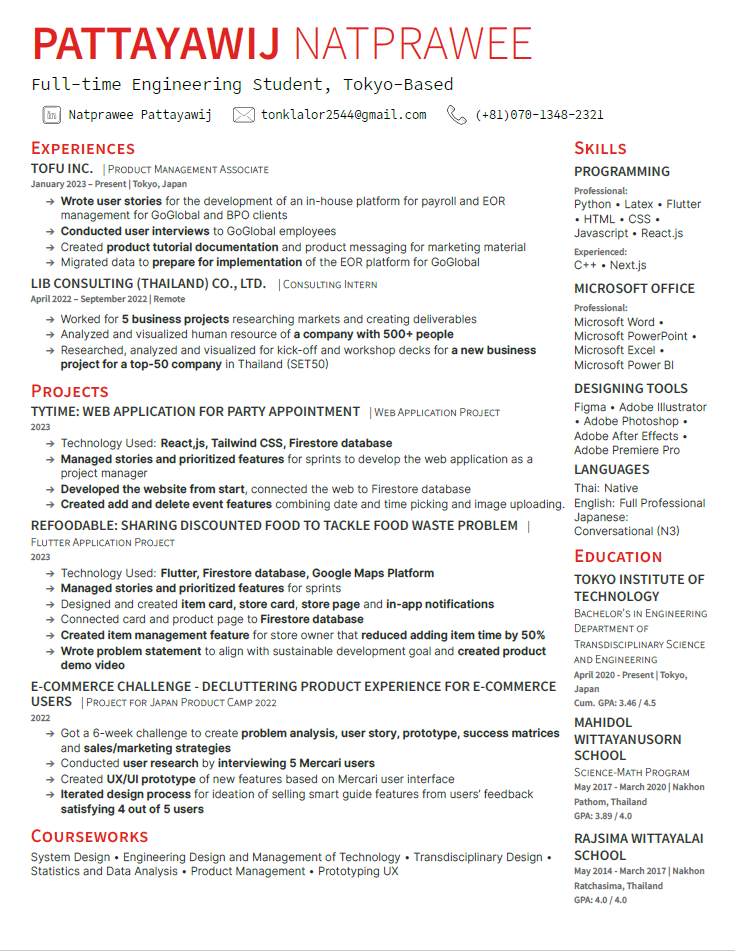 PATTAYAWIJ NATPRAWEE
Full-time Engineering Student, Tokyo-Based
Natprawee Pattayawij tonklalor2544@gmail.com (+81)070-1348-2321
EXPERIENCES
TOFU INC. | PRODUCT MANAGEMENT ASSOCIATE
January 2023 – Present | Tokyo, Japan
→ Wrote user stories for the development of an in-house platform for payroll and EOR
management for GoGlobal and BPO clients
→ Conducted user interviews to GoGlobal employees
→ Created product tutorial documentation and product messaging for marketing material
→ Migrated data to prepare for implementation of the EOR platform for GoGlobal
LIB CONSULTING (THAILAND) CO., LTD. | CONSULTING INTERN
April 2022 – September 2022 | Remote
→ Worked for 5 business projects researching markets and creating deliverables
→ Analyzed and visualized human resource of a company with 500+ people
→ Researched, analyzed and visualized for kick-off and workshop decks for a new business
project for a top-50 company in Thailand (SET50)
PROJECTS
TYTIME: WEB APPLICATION FOR PARTY APPOINTMENT | WEB APPLICATION PROJECT
2023
→ Technology Used: React,js, Tailwind CSS, Firestore database
→ Managed stories and prioritized features for sprints to develop the web application as a
project manager
→ Developed the website from start, connected the web to Firestore database
→ Created add and delete event features combining date and time picking and image uploading.
REFOODABLE: SHARING DISCOUNTED FOOD TO TACKLE FOOD WASTE PROBLEM |
FLUTTER APPLICATION PROJECT
2023
→ Technology Used: Flutter, Firestore database, Google Maps Platform
→ Managed stories and prioritized features for sprints
→ Designed and created item card, store card, store page and in-app notifications
→ Connected card and product page to Firestore database
→ Created item management feature for store owner that reduced adding item time by 50%
→ Wrote problem statement to align with sustainable development goal and created product
demo video
E-COMMERCE CHALLENGE - DECLUTTERING PRODUCT EXPERIENCE FOR E-COMMERCE
USERS | PROJECT FOR JAPAN PRODUCT CAMP 2022
2022
→ Got a 6-week challenge to create problem analysis, user story, prototype, success matrices
and sales/marketing strategies
→ Conducted user research by interviewing 5 Mercari users
→ Created UX/UI prototype of new features based on Mercari user interface
→ Iterated design process for ideation of selling smart guide features from users' feedback
satisfying 4 out of 5 users
COURSEWORKS
System Design • Engineering Design and Management of Technology • Transdisciplinary Design •
Statistics and Data Analysis • Product Management • Prototyping UX
SKILLS
PROGRAMMING
Professional:
Python • Latex • Flutter
• HTML • CSS •
Javascript • React.js
Experienced:
C++ • Next.js
MICROSOFT OFFICE
Professional:
Microsoft Word •
Microsoft PowerPoint •
Microsoft Excel •
Microsoft Power BI
DESIGNING TOOLS
Figma • Adobe Illustrator
• Adobe Photoshop •
Adobe After Effects •
Adobe Premiere Pro
LANGUAGES
Thai: Native
English: Full Professional
Japanese:
Conversational (N3)
EDUCATION
TOKYO INSTITUTE OF
TECHNOLOGY
BACHELOR'S IN ENGINEERING
DEPARTMENT OF
TRANSDISCIPLINARY SCIENCE
AND ENGINEERING
April 2020 - Present | Tokyo,
Japan
Cum. GPA: 3.46 / 4.5
MAHIDOL
WITTAYANUSORN
SCHOOL
SCIENCE-MATH PROGRAM
May 2017 - March 2020 | Nakhon
Pathom, Thailand
GPA: 3.89 / 4.0
RAJSIMA WITTAYALAI
SCHOOL
May 2014 - March 2017 | Nakhon
Ratchasima, Thailand
GPA: 4.0 / 4.0